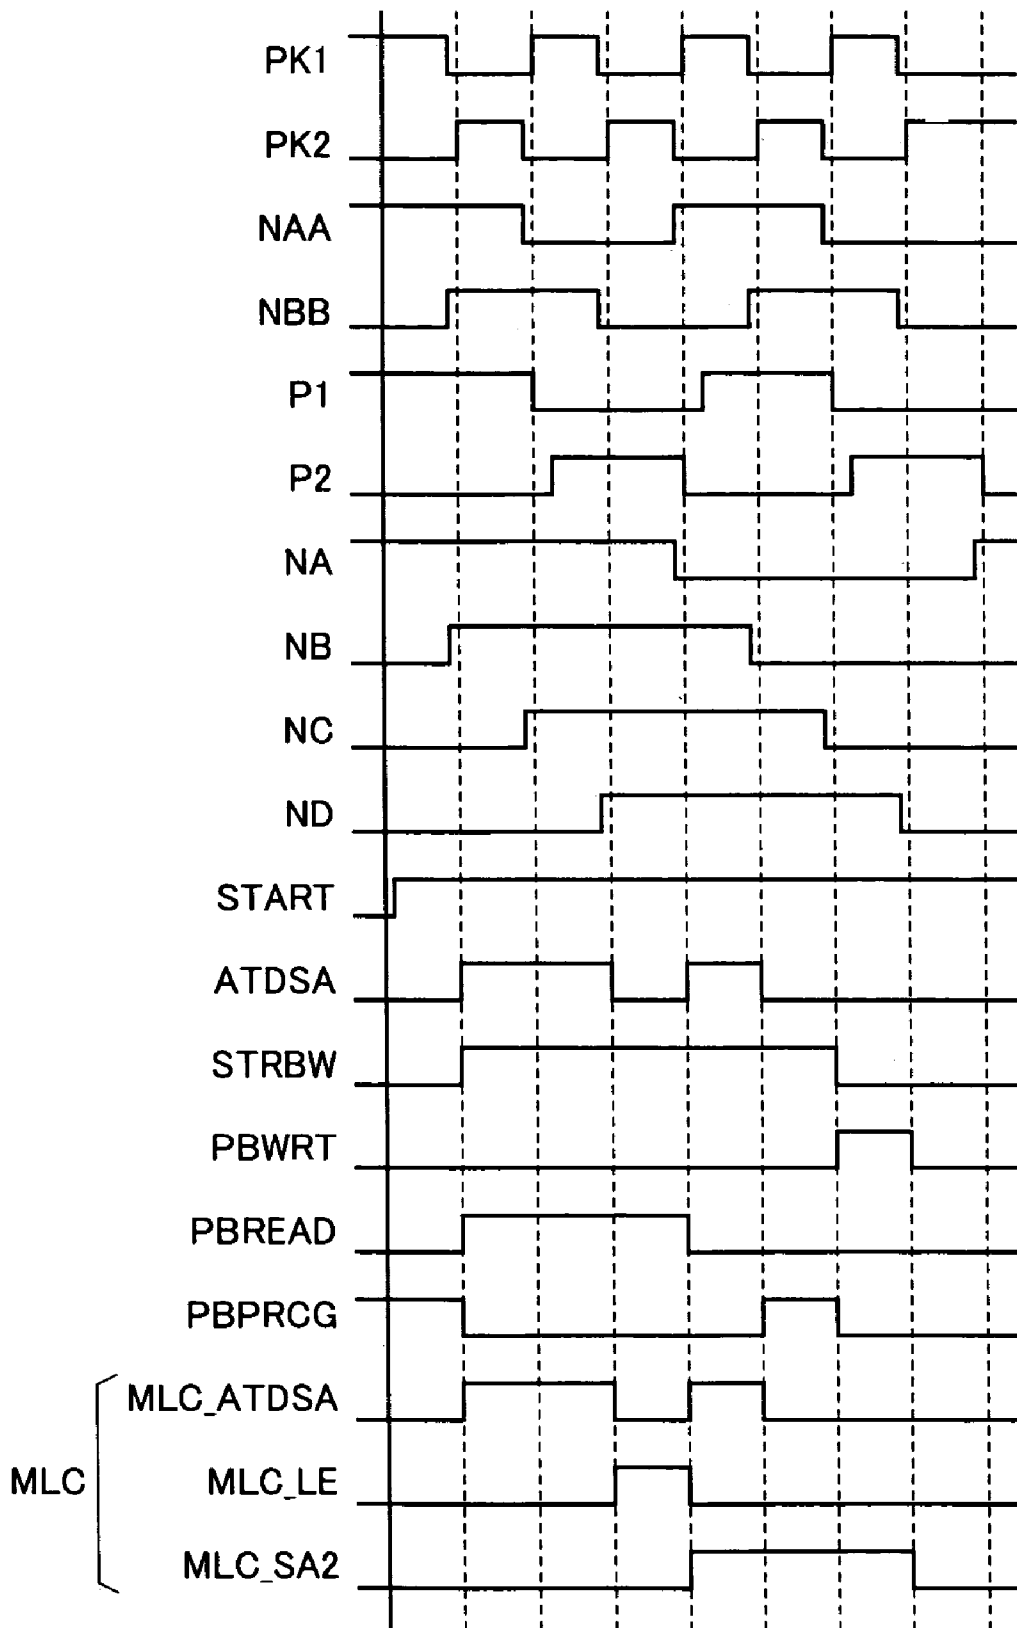 PK1
PK2
NAA
NBB
P1
P2
NA
NB
NC
ND
START
ATDSA
STRBW
PBWRT
PBREAD
PBPRCG
MLC_ATDSA
MLC
MLC_LE
MLC_SA2